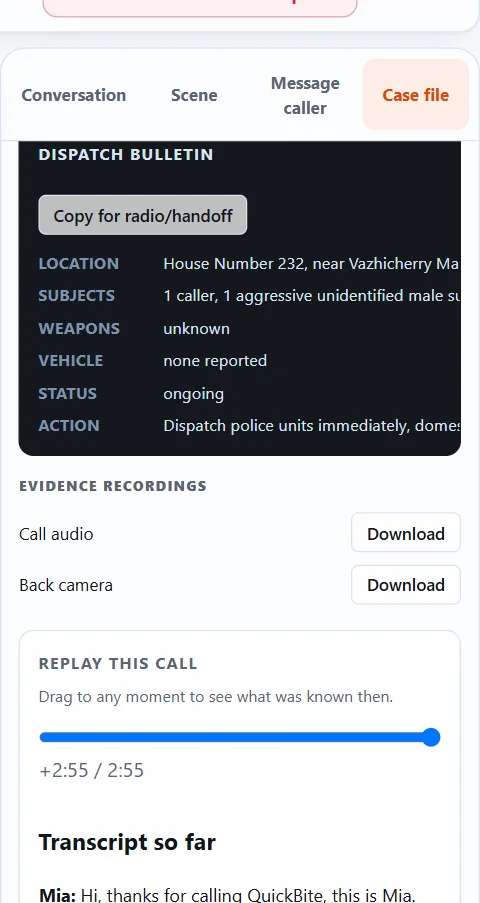 Conversation
Scene
Message
caller
Case file
DISPATCH BULLETIN
Copy for radio/handoff
LOCATION House Number 232, near Vazhicherry Ma
SUBJECTS 1 caller, 1 aggressive unidentified male su
WEAPONS unknown
VEHICLE none reported
STATUS ongoing
ACTION Dispatch police units immediately, domes
EVIDENCE RECORDINGS
Call audio Download
Back camera Download
REPLAY THIS CALL
Drag to any moment to see what was known then.
+2:55 / 2:55
Transcript so far
Mia: Hi, thanks for calling QuickBite, this is Mia.